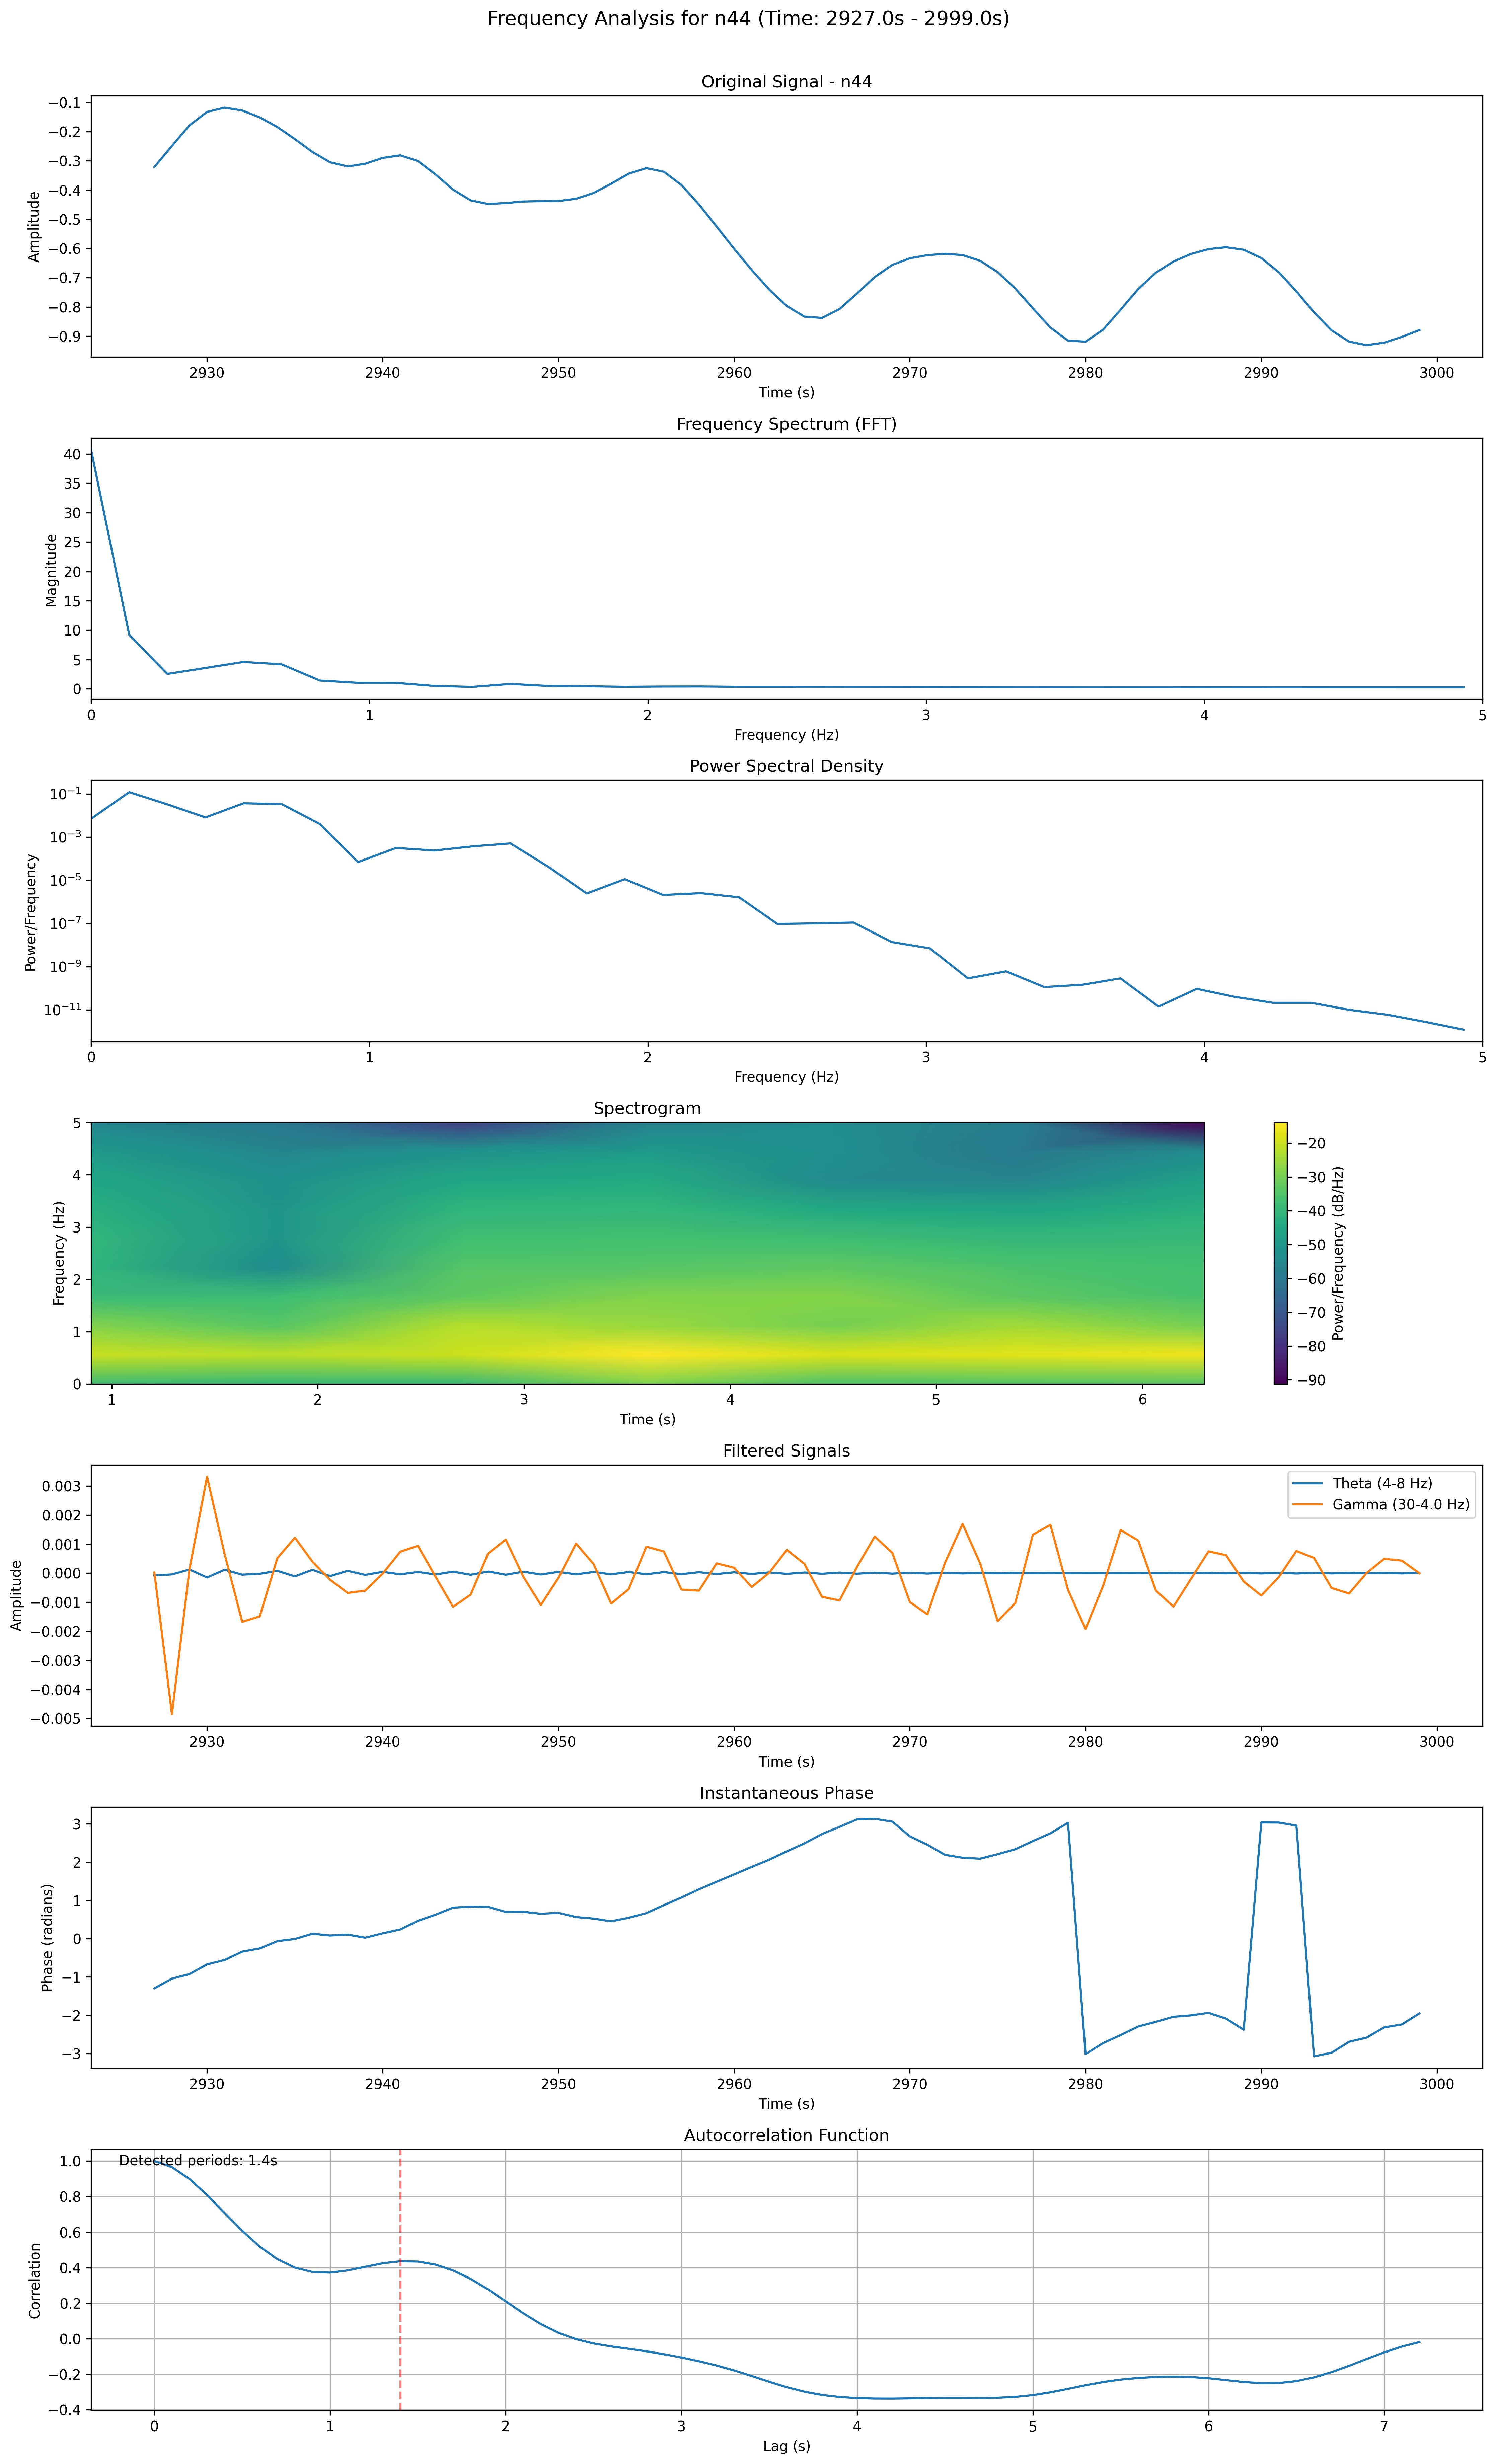 Frequency Analysis for n44 (Time: 2927.0s - 2999.0s)
Original Signal - n44
Amplitude
−0.1
−0.2
−0.3
−0.4
−0.5
−0.6
−0.7
−0.8
−0.9
2930 2940 2950 2960 2970 2980 2990 3000
Time (s)
Frequency Spectrum (FFT)
Magnitude
40
35
30
25
20
15
10
5
0
0 1 2 3 4 5
Frequency (Hz)
Power Spectral Density
Power/Frequency
10⁻¹
10⁻³
10⁻⁵
10⁻⁷
10⁻⁹
10⁻¹¹
0 1 2 3 4 5
Frequency (Hz)
Spectrogram
Frequency (Hz)
5
4
3
2
1
0
1 2 3 4 5 6
Time (s)
−20
−30
−40
−50
−60
−70
−80
−90
Power/Frequency (dB/Hz)
Filtered Signals
Amplitude
0.003
0.002
0.001
0.000
−0.001
−0.002
−0.003
−0.004
−0.005
Theta (4-8 Hz)
Gamma (30-4.0 Hz)
2930 2940 2950 2960 2970 2980 2990 3000
Time (s)
Instantaneous Phase
Phase (radians)
3
2
1
0
−1
−2
−3
2930 2940 2950 2960 2970 2980 2990 3000
Time (s)
Autocorrelation Function
Detected periods: 1.4s
Correlation
1.0
0.8
0.6
0.4
0.2
0.0
−0.2
−0.4
0 1 2 3 4 5 6 7
Lag (s)